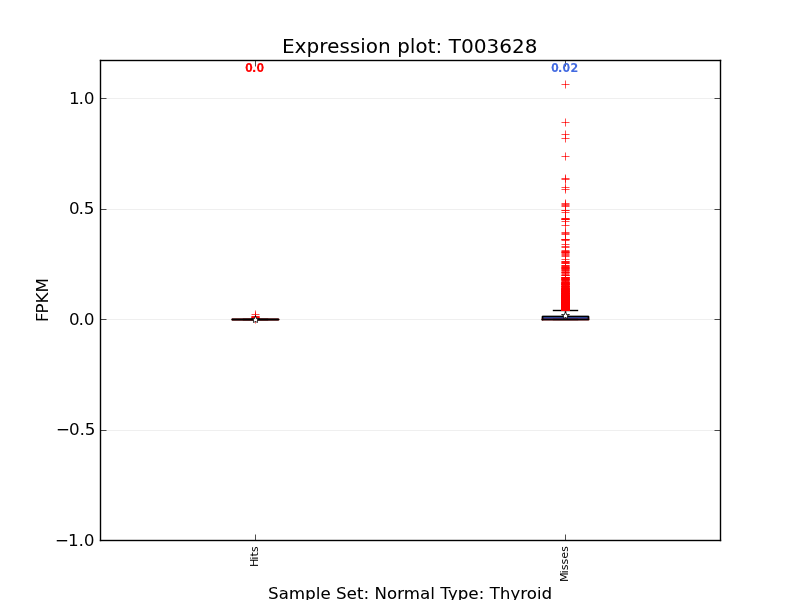 Expression plot: T003628
0.0 0.02
1.0
0.5
0.0
−0.5
−1.0
FPKM
Hits Misses
Sample Set: Normal Type: Thyroid